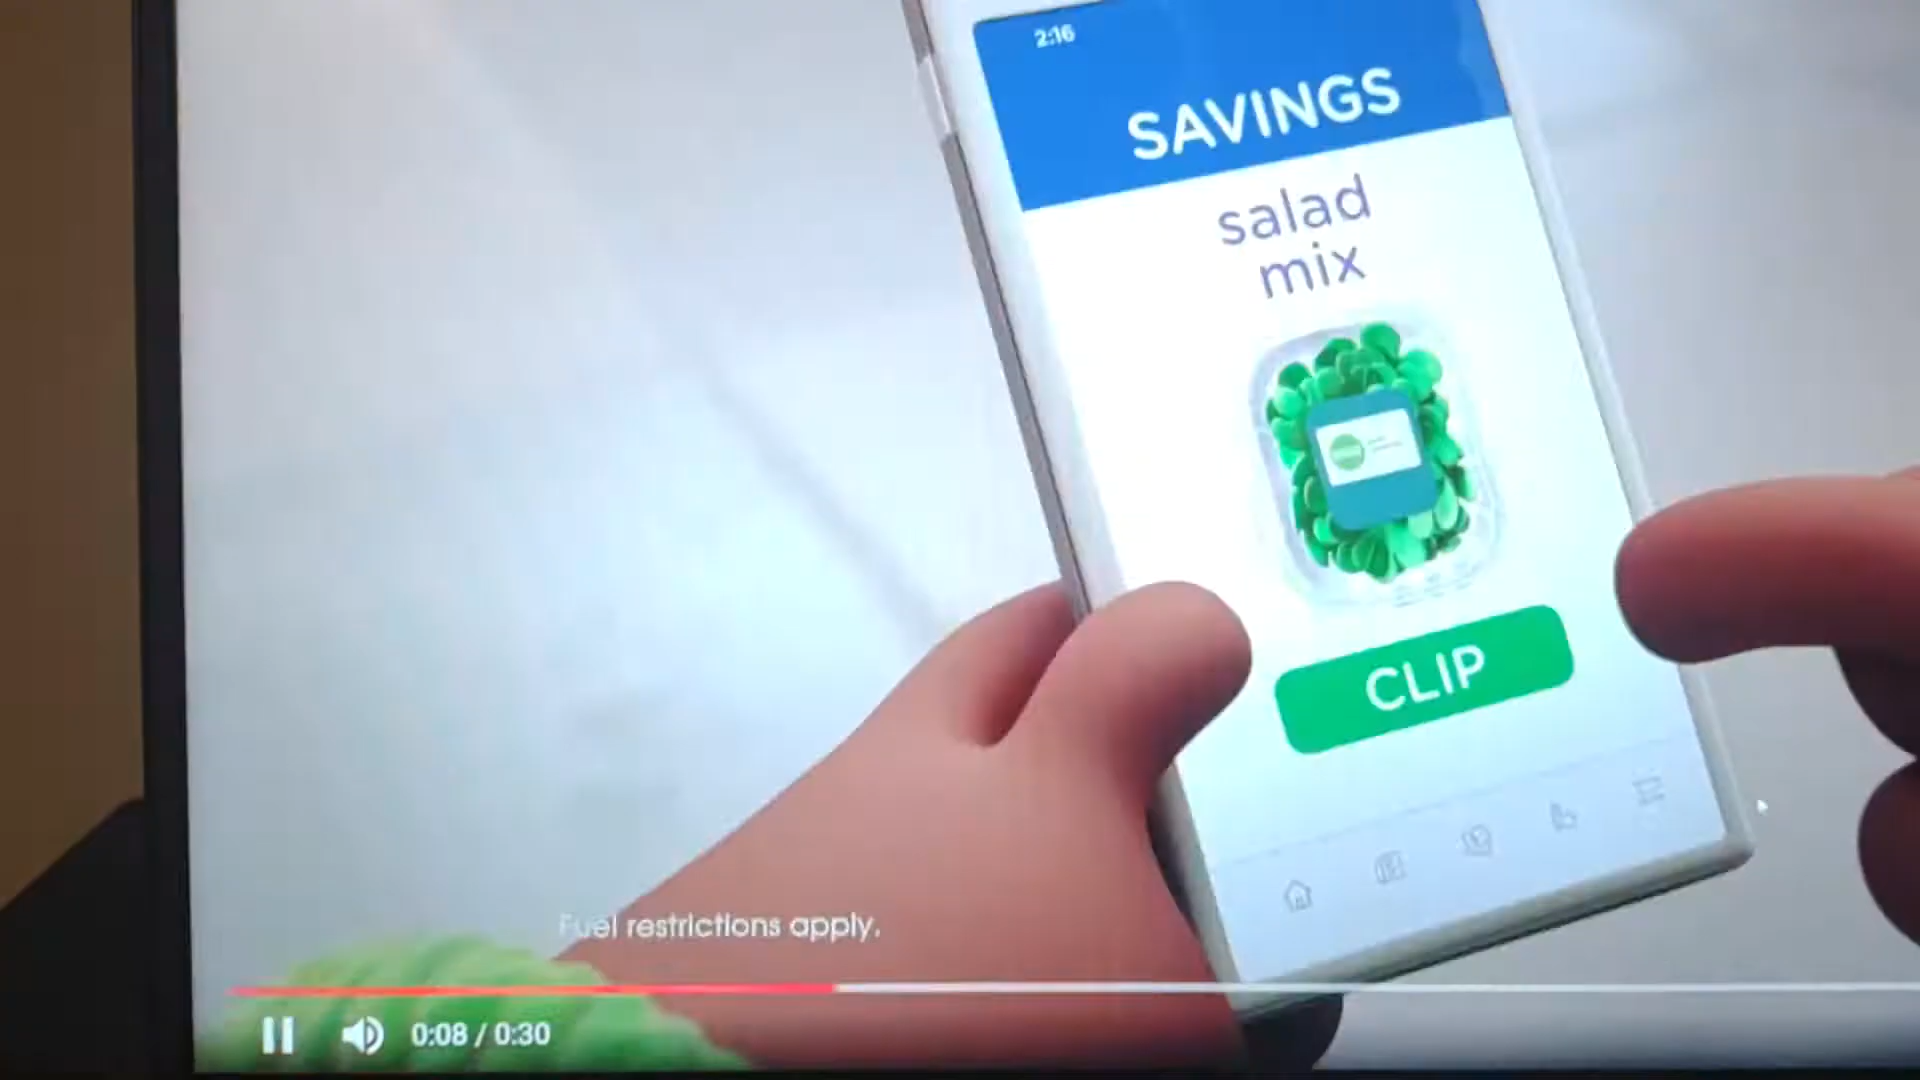 2:16
SAVINGS
salad
mix
CLIP
Fuel restrictions apply.
0:08 / 0:30